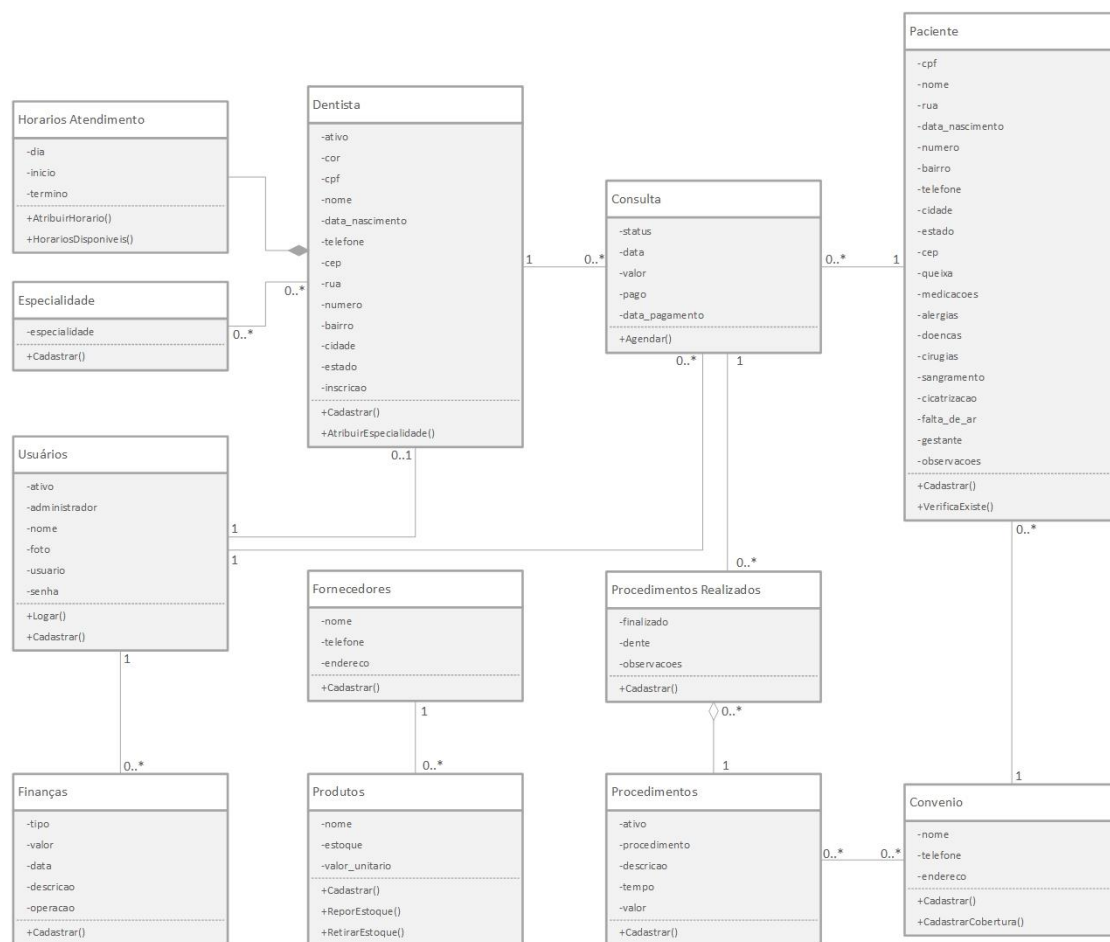 Paciente
-cpf
-nome
-rua
-data_nascimento
-numero
-bairro
-telefone
-cidade
-estado
-cep
-queixa
-medicacoes
-alergias
-doencas
-cirugias
-sangramento
-cicatrizacao
-falta_de_ar
-gestante
-observacoes
+Cadastrar()
+VerificaExiste()
0..*
1
Dentista
-ativo
-cor
-cpf
-nome
-data_nascimento
-telefone
-cep
-rua
-numero
-bairro
-cidade
-estado
-inscricao
+Cadastrar()
+AtribuirEspecialidade()
0..1
Horarios Atendimento
-dia
-inicio
-termino
+AtribuirHorario()
+HorariosDisponiveis()
Especialidade
-especialidade
+Cadastrar()
0..*
0..*
Consulta
-status
-data
-valor
-pago
-data_pagamento
+Agendar()
1
0..*
0..*
1
0..*
1
Usuários
-ativo
-administrador
-nome
-foto
-usuario
-senha
+Logar()
+Cadastrar()
1
1
1
0..*
Fornecedores
-nome
-telefone
-endereco
+Cadastrar()
1
0..*
0..*
Procedimentos Realizados
-finalizado
-dente
-observacoes
+Cadastrar()
0..*
1
Finanças
-tipo
-valor
-data
-descricao
-operacao
+Cadastrar()
Produtos
-nome
-estoque
-valor_unitario
+Cadastrar()
+ReporEstoque()
+RetirarEstoque()
Procedimentos
-ativo
-procedimento
-descricao
-tempo
-valor
+Cadastrar()
0..*
0..*
Convenio
-nome
-telefone
-endereco
+Cadastrar()
+CadastrarCobertura()